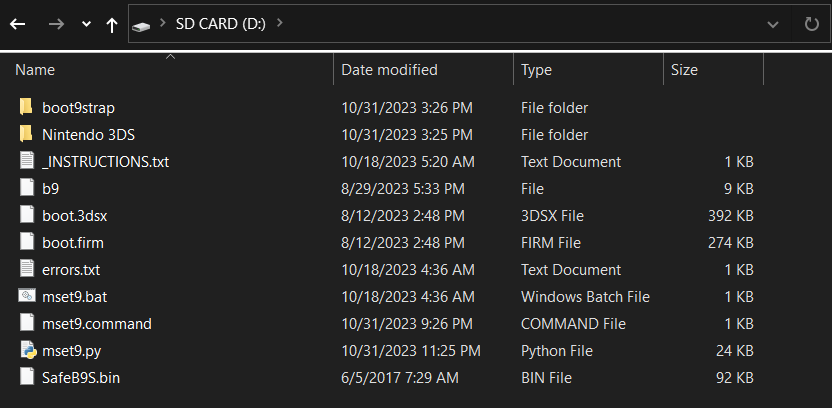 SD CARD (D:)
Name Date modified Type Size
boot9strap 10/31/2023 3:26 PM File folder
Nintendo 3DS 10/31/2023 3:25 PM File folder
_INSTRUCTIONS.txt 10/18/2023 5:20 AM Text Document 1 KB
b9 8/29/2023 5:33 PM File 9 KB
boot.3dsx 8/12/2023 2:48 PM 3DSX File 392 KB
boot.firm 8/12/2023 2:48 PM FIRM File 274 KB
errors.txt 10/18/2023 4:36 AM Text Document 1 KB
mset9.bat 10/18/2023 4:36 AM Windows Batch File 1 KB
mset9.command 10/31/2023 9:26 PM COMMAND File 1 KB
mset9.py 10/31/2023 11:25 PM Python File 24 KB
SafeB9S.bin 6/5/2017 7:29 AM BIN File 92 KB